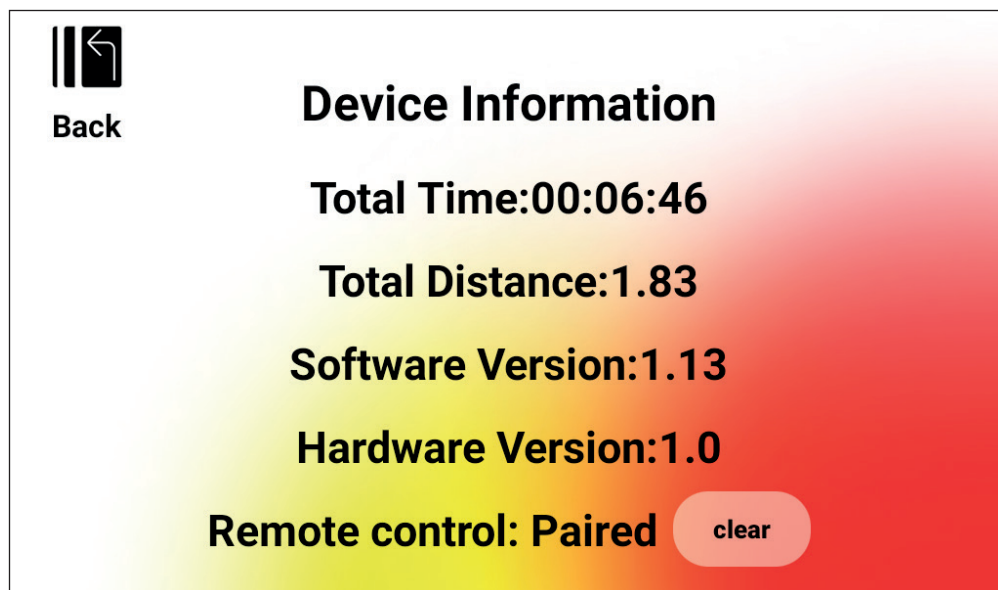 Back
Device Information
Total Time:00:06:46
Total Distance:1.83
Software Version:1.13
Hardware Version:1.0
Remote control: Paired clear